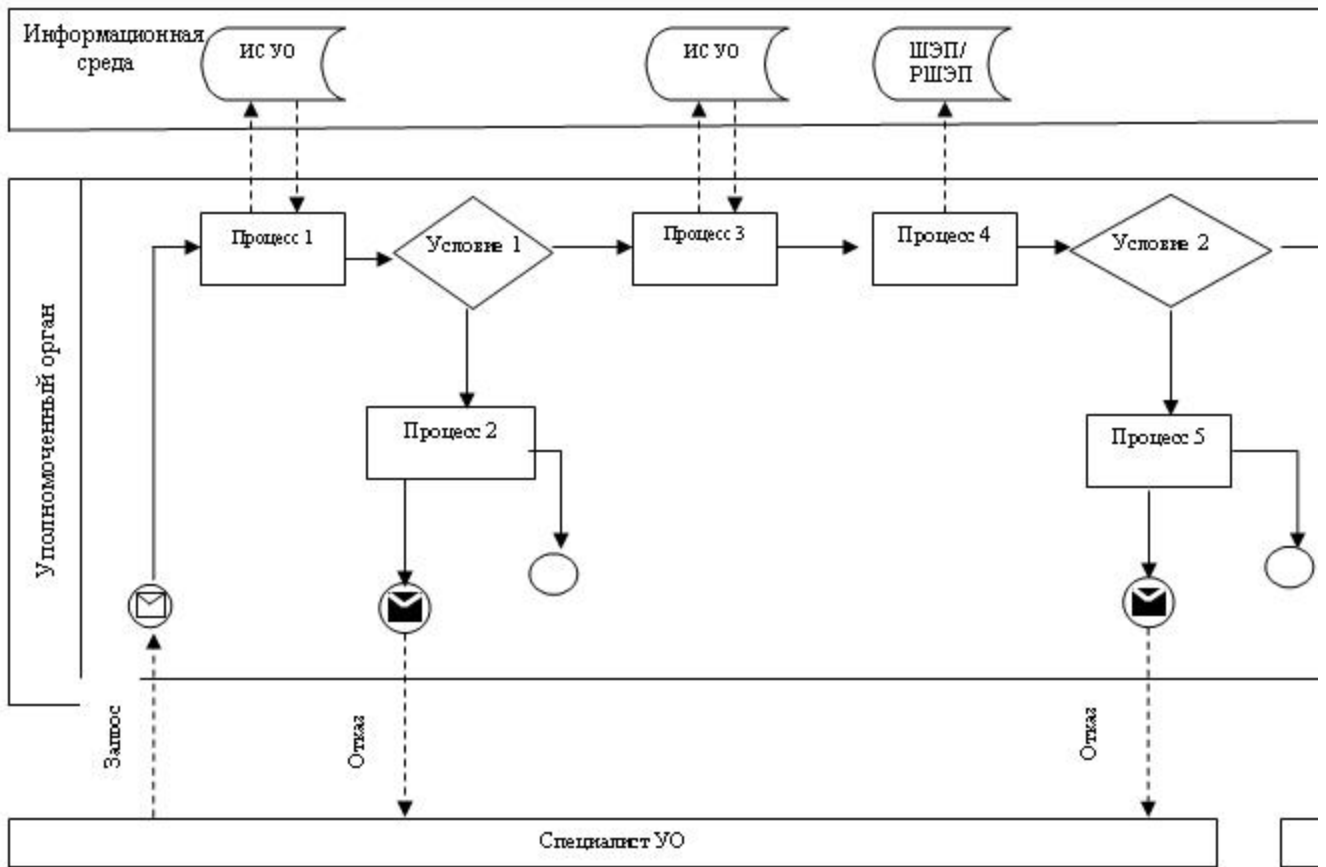 Информационная
среда
ИС УО
ИС УО
ШЭП/
РШЭП
Уполномоченный орган
Процесс 1
Условие 1
Процесс 3
Процесс 4
Условие 2
Процесс 2
Процесс 5
Запрос
Отказ
Отказ
Специалист УО